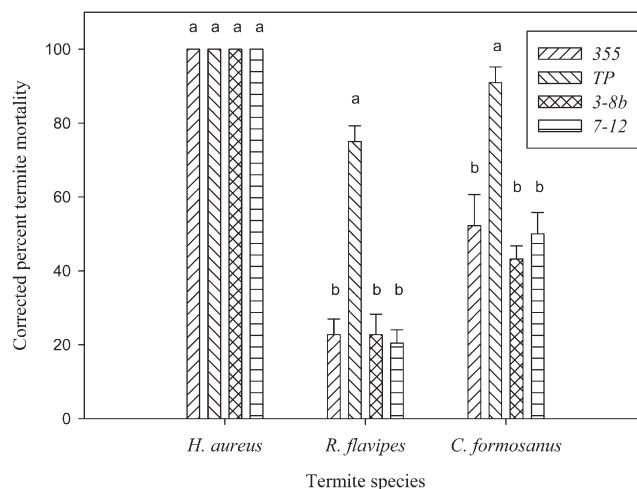 Corrected percent termite mortality
100
80
60
40
20
0
a a a a
b a b b
b a b b
355
TP
3-8b
7-12
H. aureus R. flavipes C. formosanus
Termite species